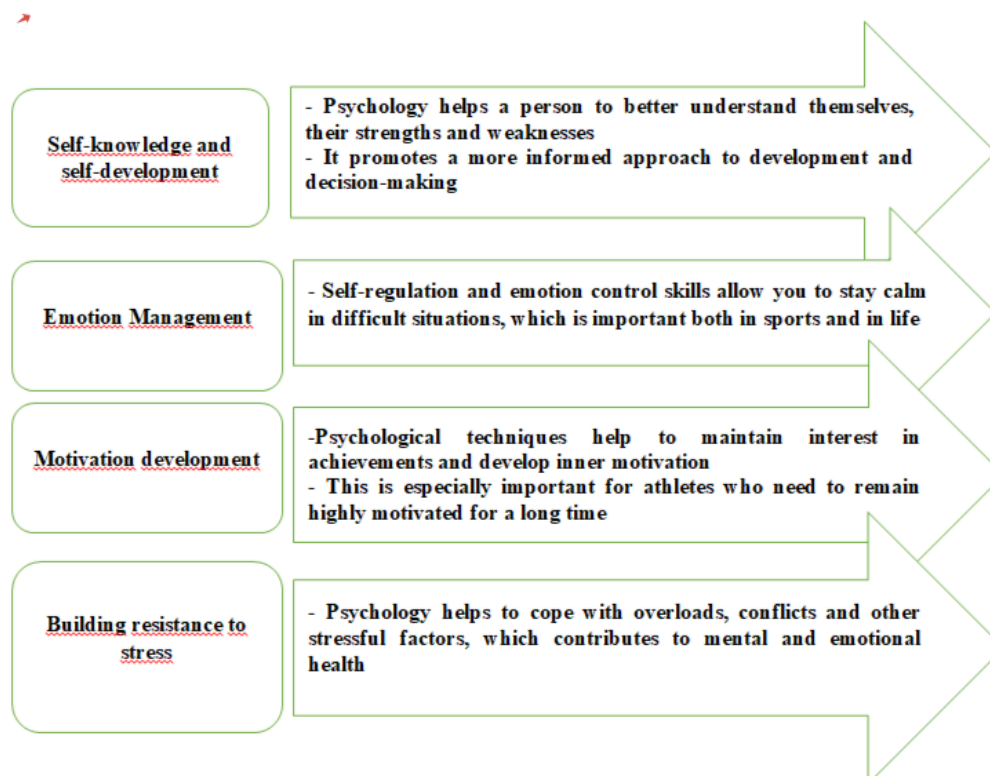 Self-knowledge and
self-development
- Psychology helps a person to better understand themselves,
their strengths and weaknesses
- It promotes a more informed approach to development and
decision-making
Emotion Management
- Self-regulation and emotion control skills allow you to stay calm
in difficult situations, which is important both in sports and in life
Motivation development
-Psychological techniques help to maintain interest in
achievements and develop inner motivation
- This is especially important for athletes who need to remain
highly motivated for a long time
Building resistance to
stress
- Psychology helps to cope with overloads, conflicts and other
stressful factors, which contributes to mental and emotional
health